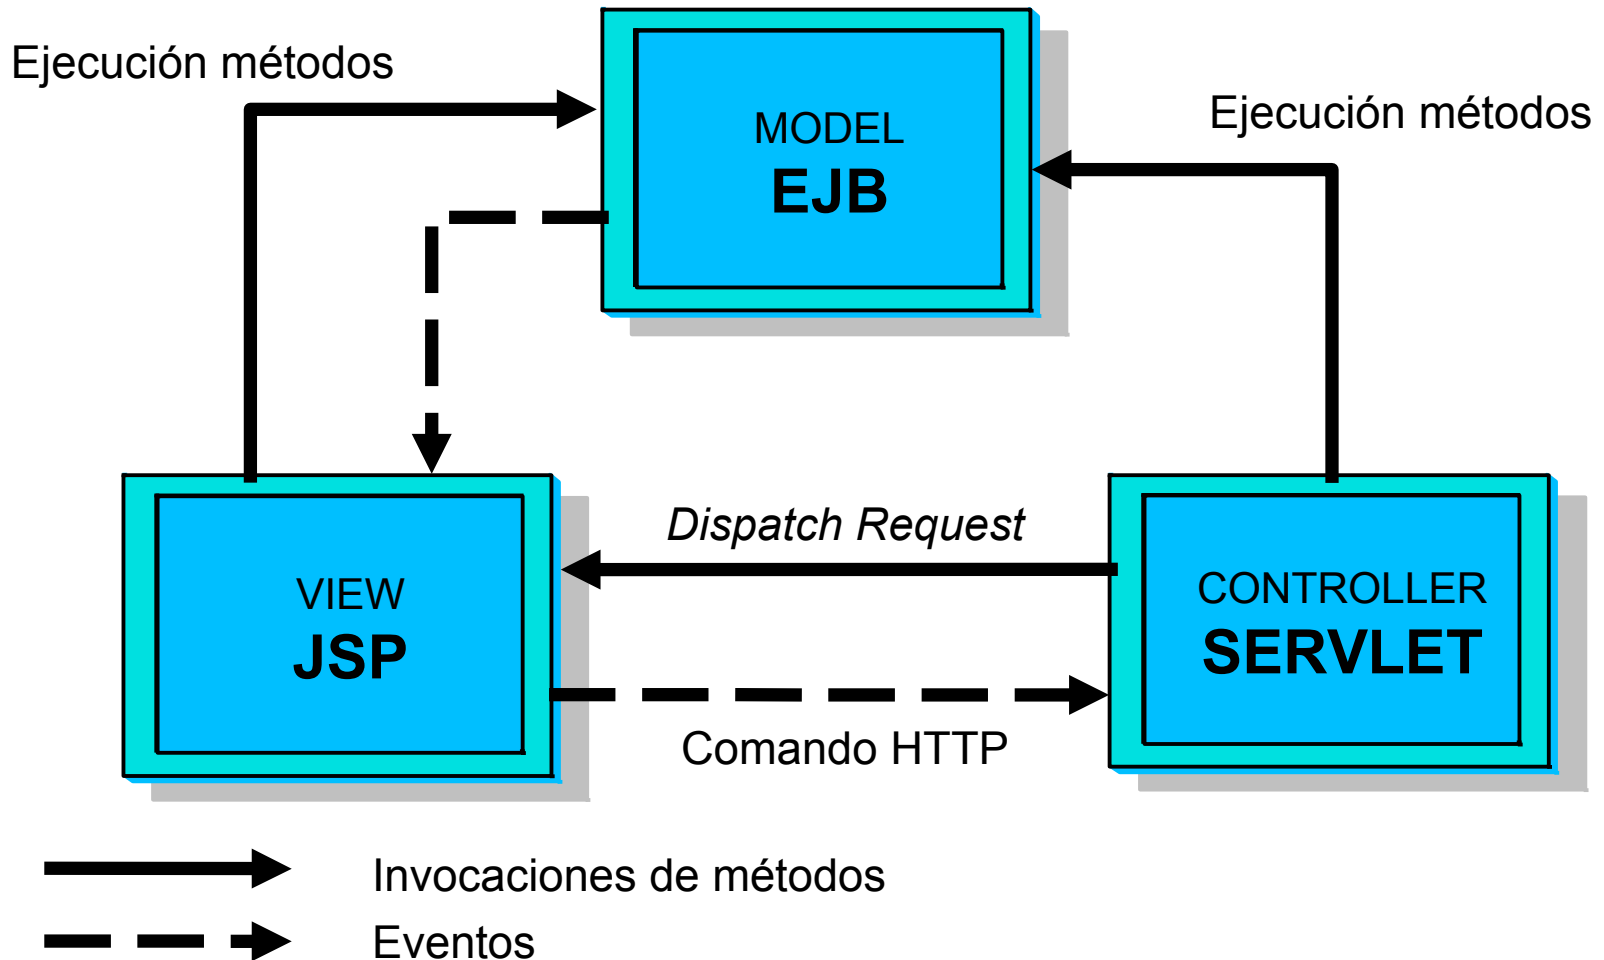 Ejecución métodos
Ejecución métodos
MODEL
EJB
Dispatch Request
VIEW
JSP
CONTROLLER
SERVLET
Comando HTTP
Invocaciones de métodos
Eventos